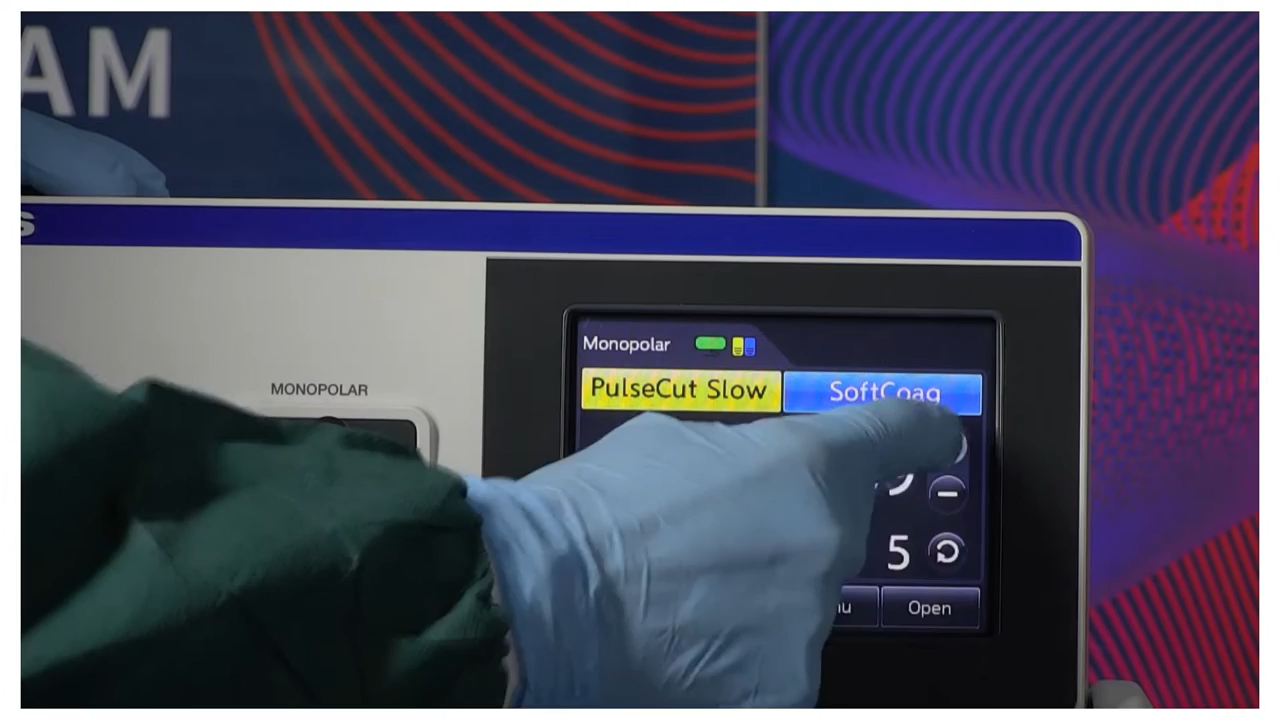 AM
S
MONOPOLAR
Monopolar
PulseCut Slow
SoftCoag
5
Open